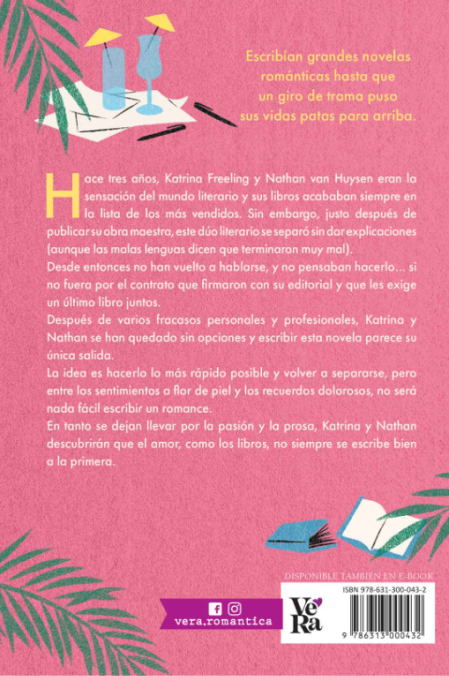 Escribían grandes novelas
románticas hasta que
un giro de trama puso
sus vidas patas para arriba.
Hace tres años, Katrina Freeling y Nathan van Huysen eran la
sensación del mundo literario y sus libros acababan siempre en
la lista de los más vendidos. Sin embargo, justo después de
publicar su obra maestra, este dúo literario se separó sin dar explicaciones
(aunque las malas lenguas dicen que terminaron muy mal).
Desde entonces no han vuelto a hablarse, y no pensaban hacerlo... si
no fuera por el contrato que firmaron con su editorial y que les exige
un último libro juntos.
Después de varios fracasos personales y profesionales, Katrina y
Nathan se han quedado sin opciones y escribir esta novela parece su
única salida.
La idea es hacerlo lo más rápido posible y volver a separarse, pero
entre los sentimientos a flor de piel y los recuerdos dolorosos, no será
nada fácil escribir un romance.
En tanto se dejan llevar por la pasión y la prosa, Katrina y Nathan
descubrirán que el amor, como los libros, no siempre se escribe bien
a la primera.
DISPONIBLE TAMBIÉN EN E-BOOK
ISBN 978-631-300-043-2
VeRa
vera.romantica
9 786313 000432